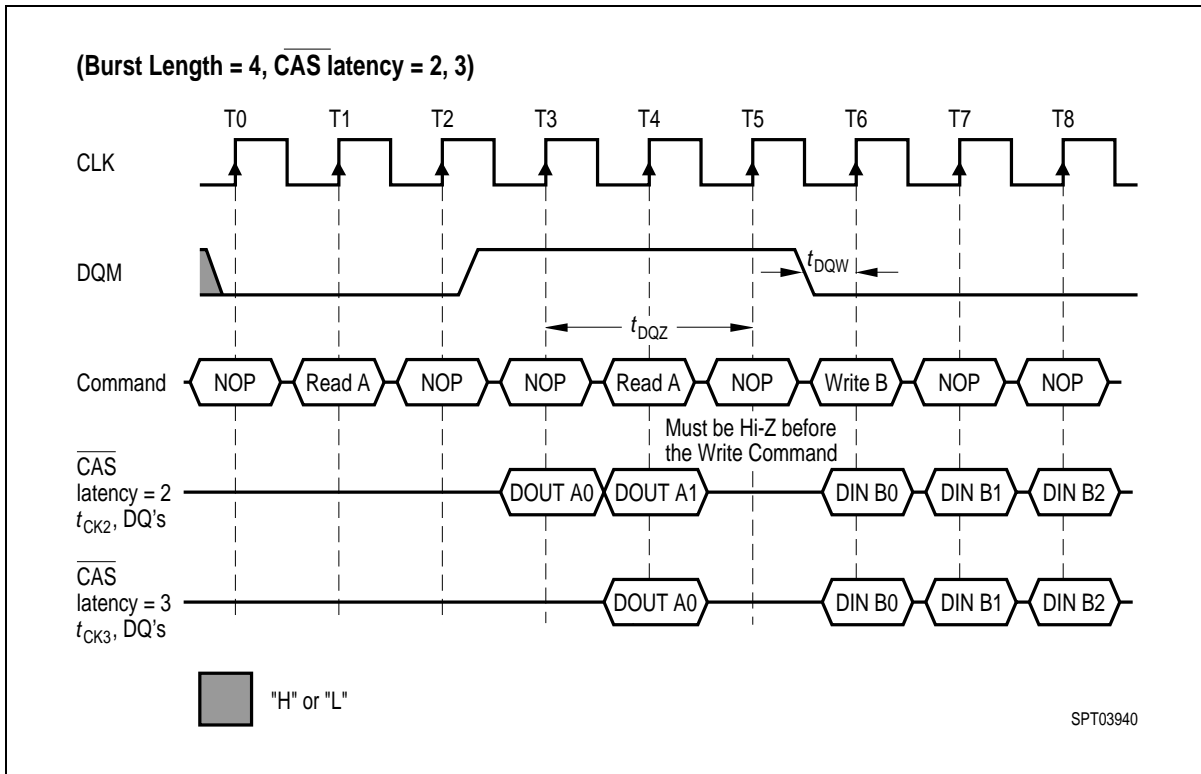 (Burst Length = 4, CAS latency = 2, 3)
T0 T1 T2 T3 T4 T5 T6 T7 T8
CLK
DQM
tDQW
tDQZ
Command NOP Read A NOP NOP Read A NOP Write B NOP NOP
Must be Hi-Z before
the Write Command
CAS
latency = 2
tCK2, DQ's
DOUT A0 DOUT A1 DIN B0 DIN B1 DIN B2
CAS
latency = 3
tCK3, DQ's
DOUT A0 DIN B0 DIN B1 DIN B2
"H" or "L"
SPT03940